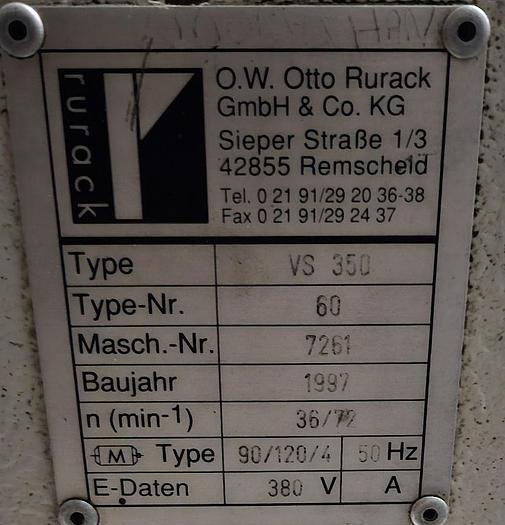 rurack
O.W. Otto Rurack
GmbH & Co. KG
Sieper Straße 1/3
42855 Remscheid
Tel. 0 21 91/29 20 36-38
Fax 0 21 91/29 24 37
Type VS 350
Type-Nr. 60
Masch.-Nr. 7261
Baujahr 1997
n (min-1) 36/72
M Type 90/120/4 50 Hz
E-Daten 380 V A